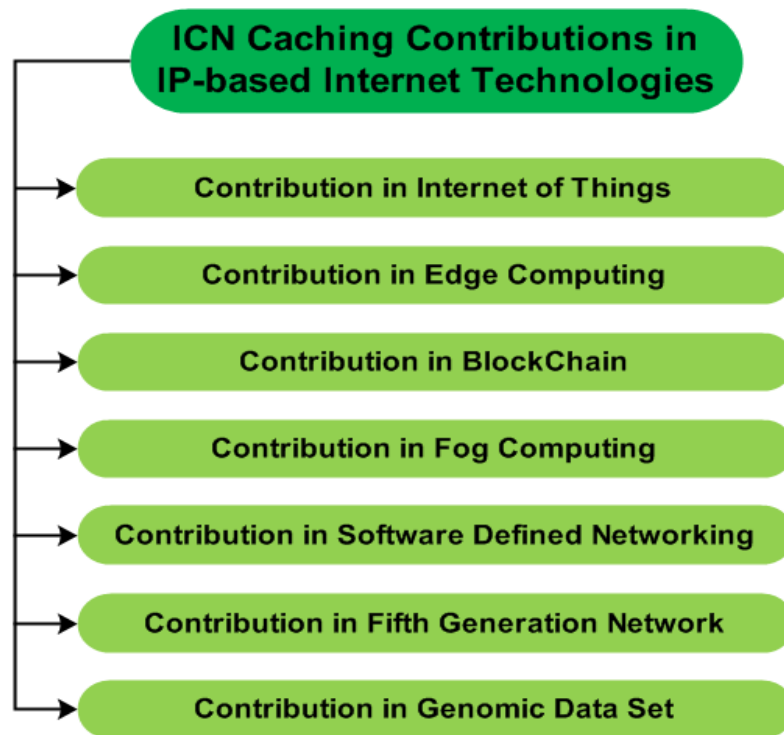 ICN Caching Contributions in
IP-based Internet Technologies
Contribution in Internet of Things
Contribution in Edge Computing
Contribution in BlockChain
Contribution in Fog Computing
Contribution in Software Defined Networking
Contribution in Fifth Generation Network
Contribution in Genomic Data Set